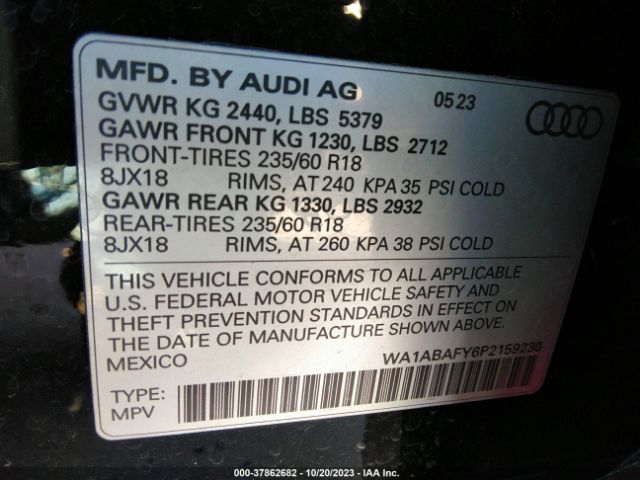 MFD. BY AUDI AG 05 23
GVWR KG 2440, LBS 5379
GAWR FRONT KG 1230, LBS 2712
FRONT-TIRES 235/60 R18
8JX18 RIMS, AT 240 KPA 35 PSI COLD
GAWR REAR KG 1330, LBS 2932
REAR-TIRES 235/60 R18
8JX18 RIMS, AT 260 KPA 38 PSI COLD
THIS VEHICLE CONFORMS TO ALL APPLICABLE
U.S. FEDERAL MOTOR VEHICLE SAFETY AND
THEFT PREVENTION STANDARDS IN EFFECT ON
THE DATE OF MANUFACTURE SHOWN ABOVE.
MEXICO WA1ABAFY6P2159230
TYPE:
MPV
000-37862682 - 10/20/2023 - IAA Inc.